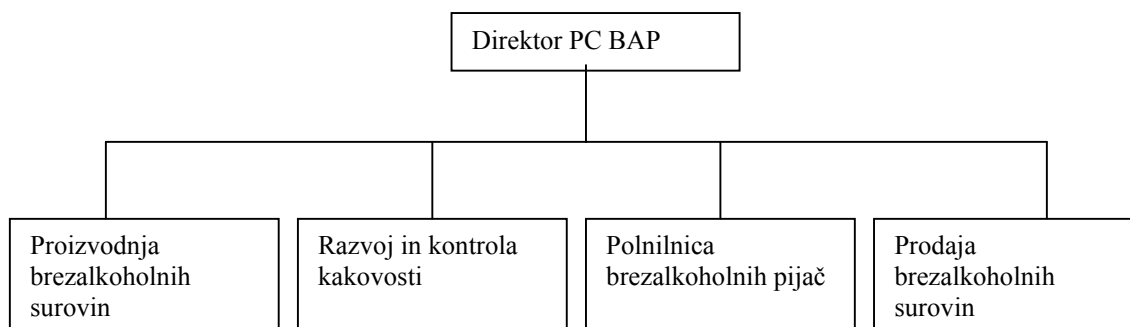 Direktor PC BAP
Proizvodnja
brezalkoholnih
surovin
Razvoj in kontrola
kakovosti
Polnilnica
brezalkoholnih pijač
Prodaja
brezalkoholnih
surovin